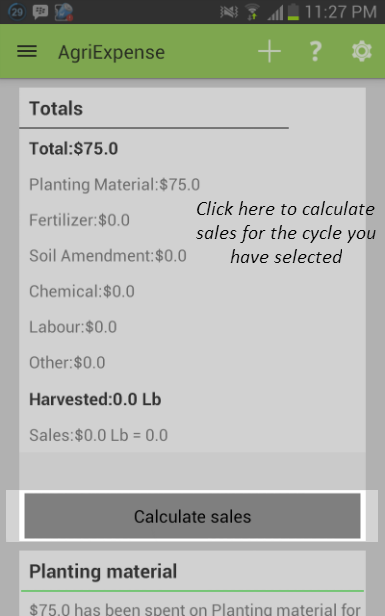 29 11:27 PM
AgriExpense + ?
Totals
Total:$75.0
Planting Material:$75.0
Fertilizer:$0.0
Soil Amendment:$0.0
Chemical:$0.0
Labour:$0.0
Other:$0.0
Harvested:0.0 Lb
Sales:$0.0 Lb = 0.0
Click here to calculate
sales for the cycle you
have selected
Calculate sales
Planting material
$75.0 has been spent on Planting material for